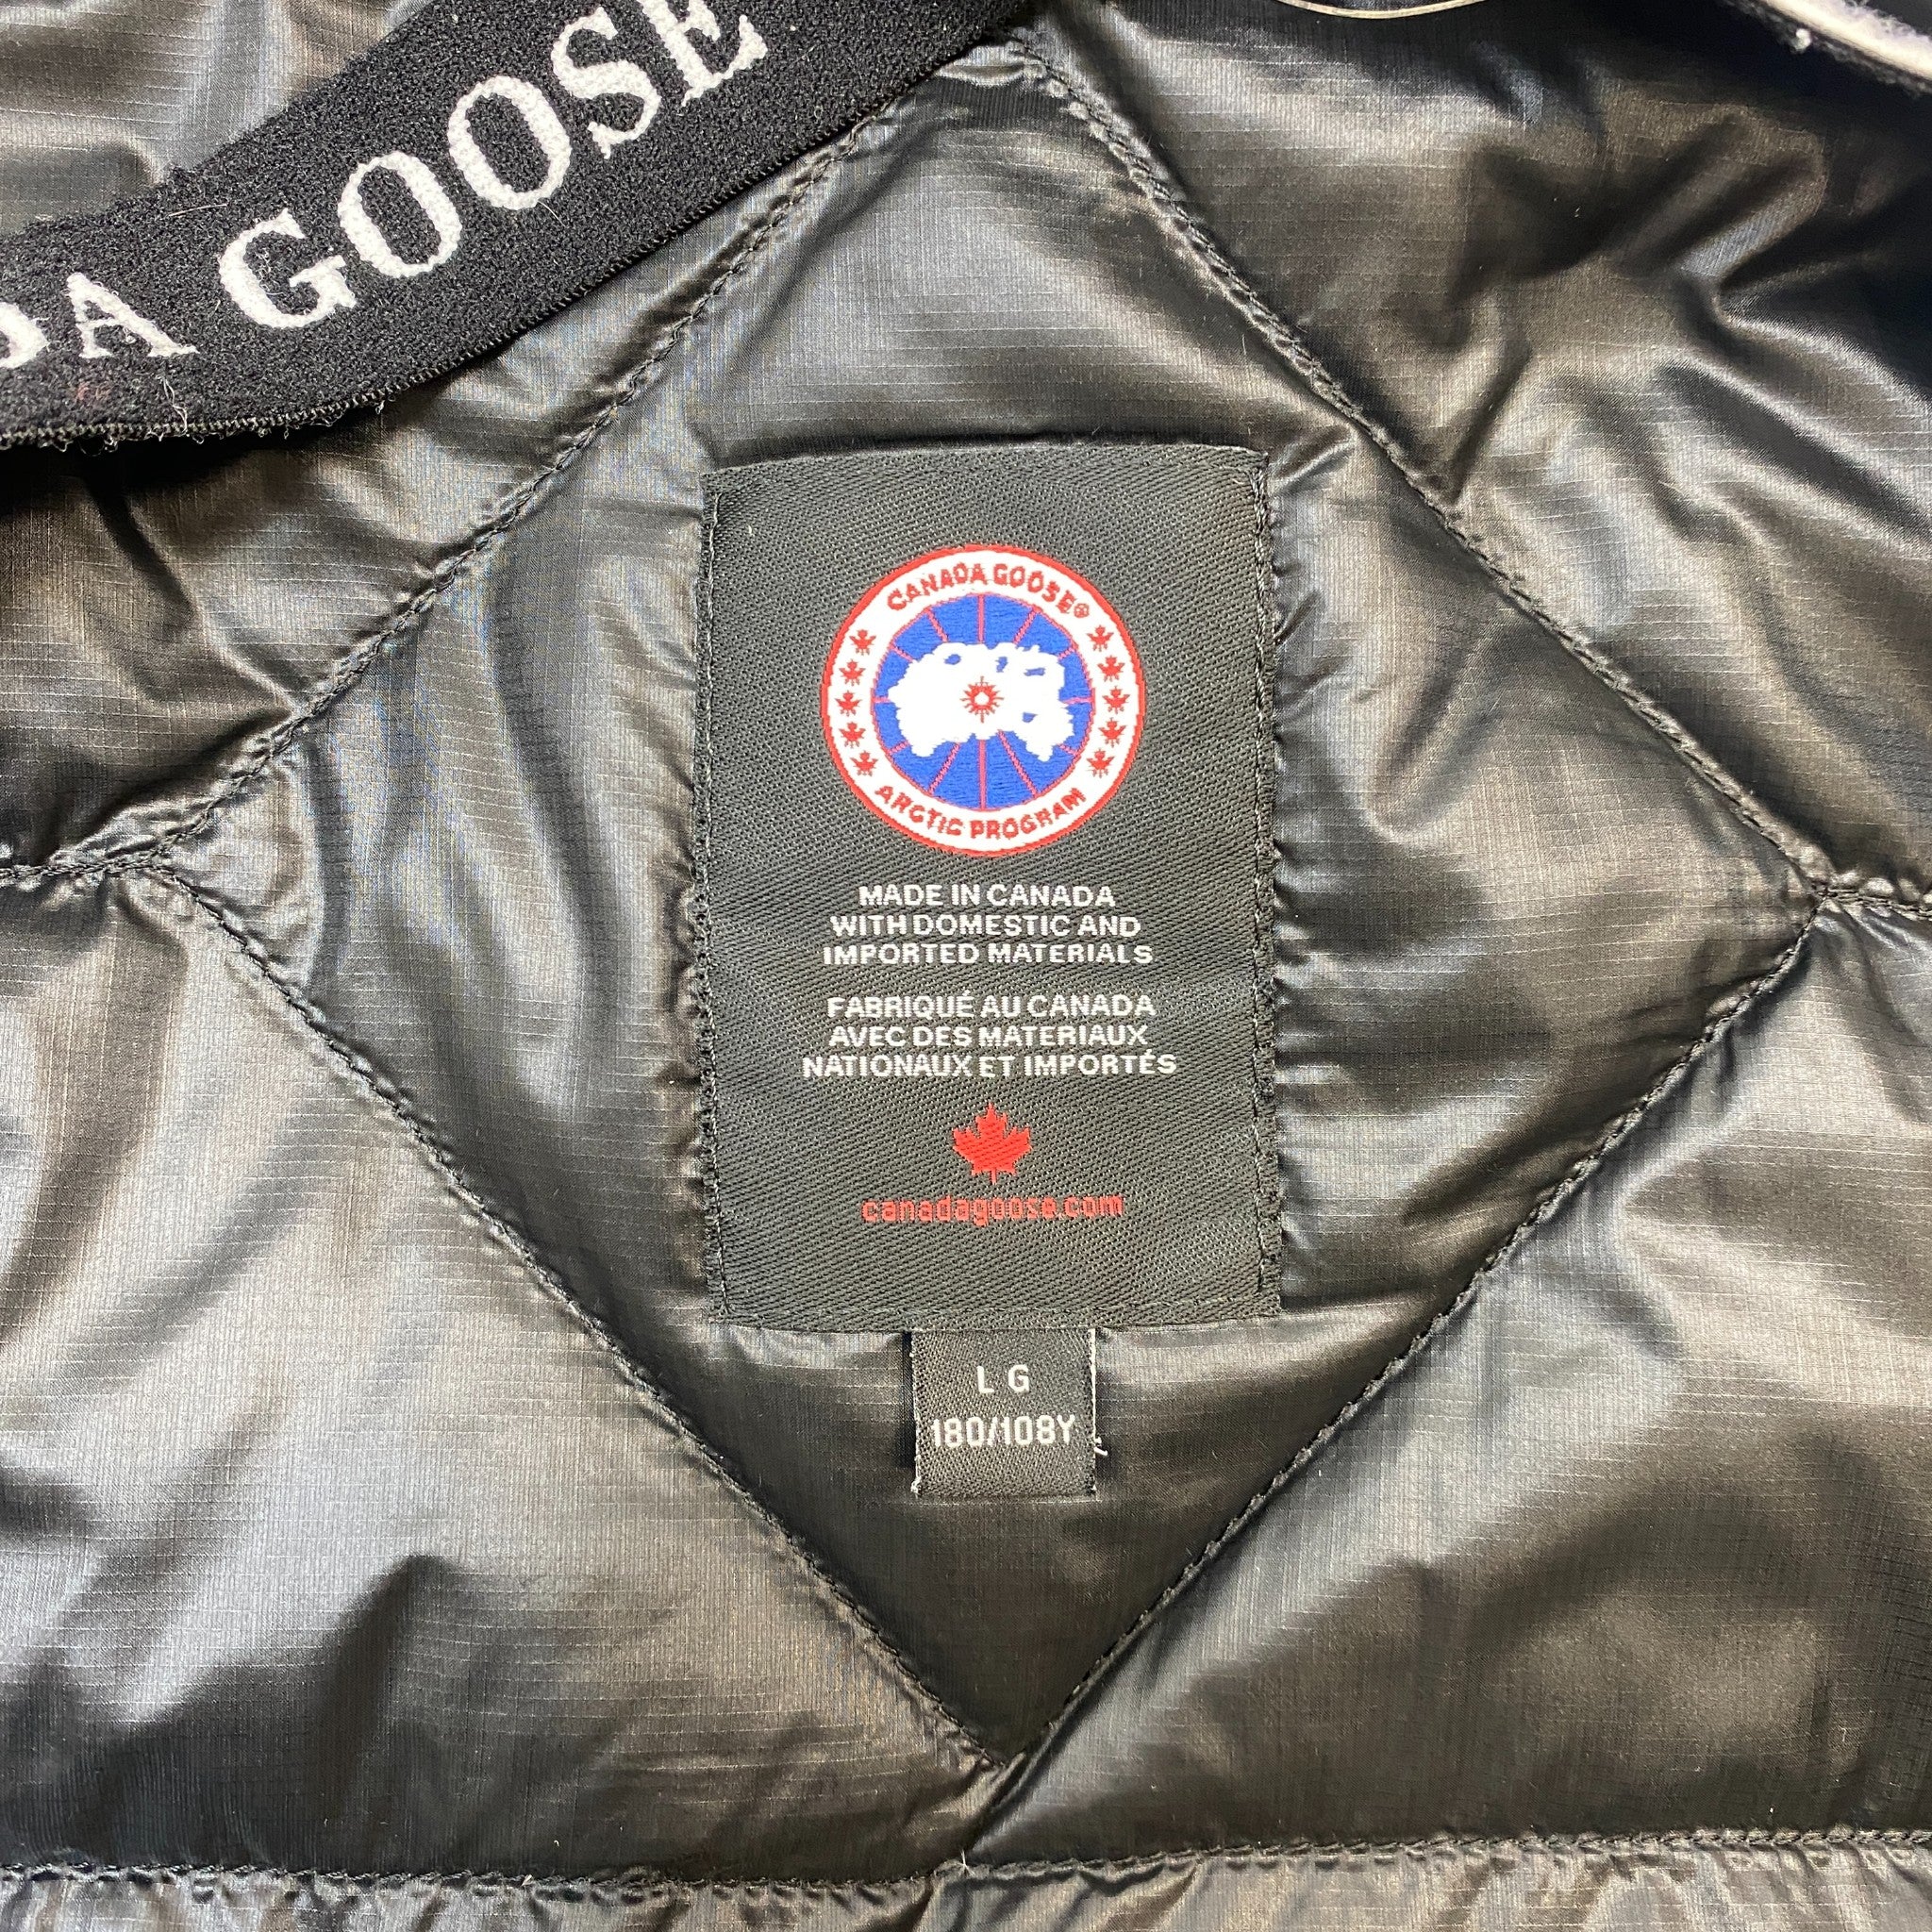 DA GOOSE
CANADA GOOSE®
ARCTIC PROGRAM
MADE IN CANADA
WITH DOMESTIC AND
IMPORTED MATERIALS
FABRIQUÉ AU CANADA
AVEC DES MATERIAUX
NATIONAUX ET IMPORTÉS
canadagoose.com
LG
180/108Y